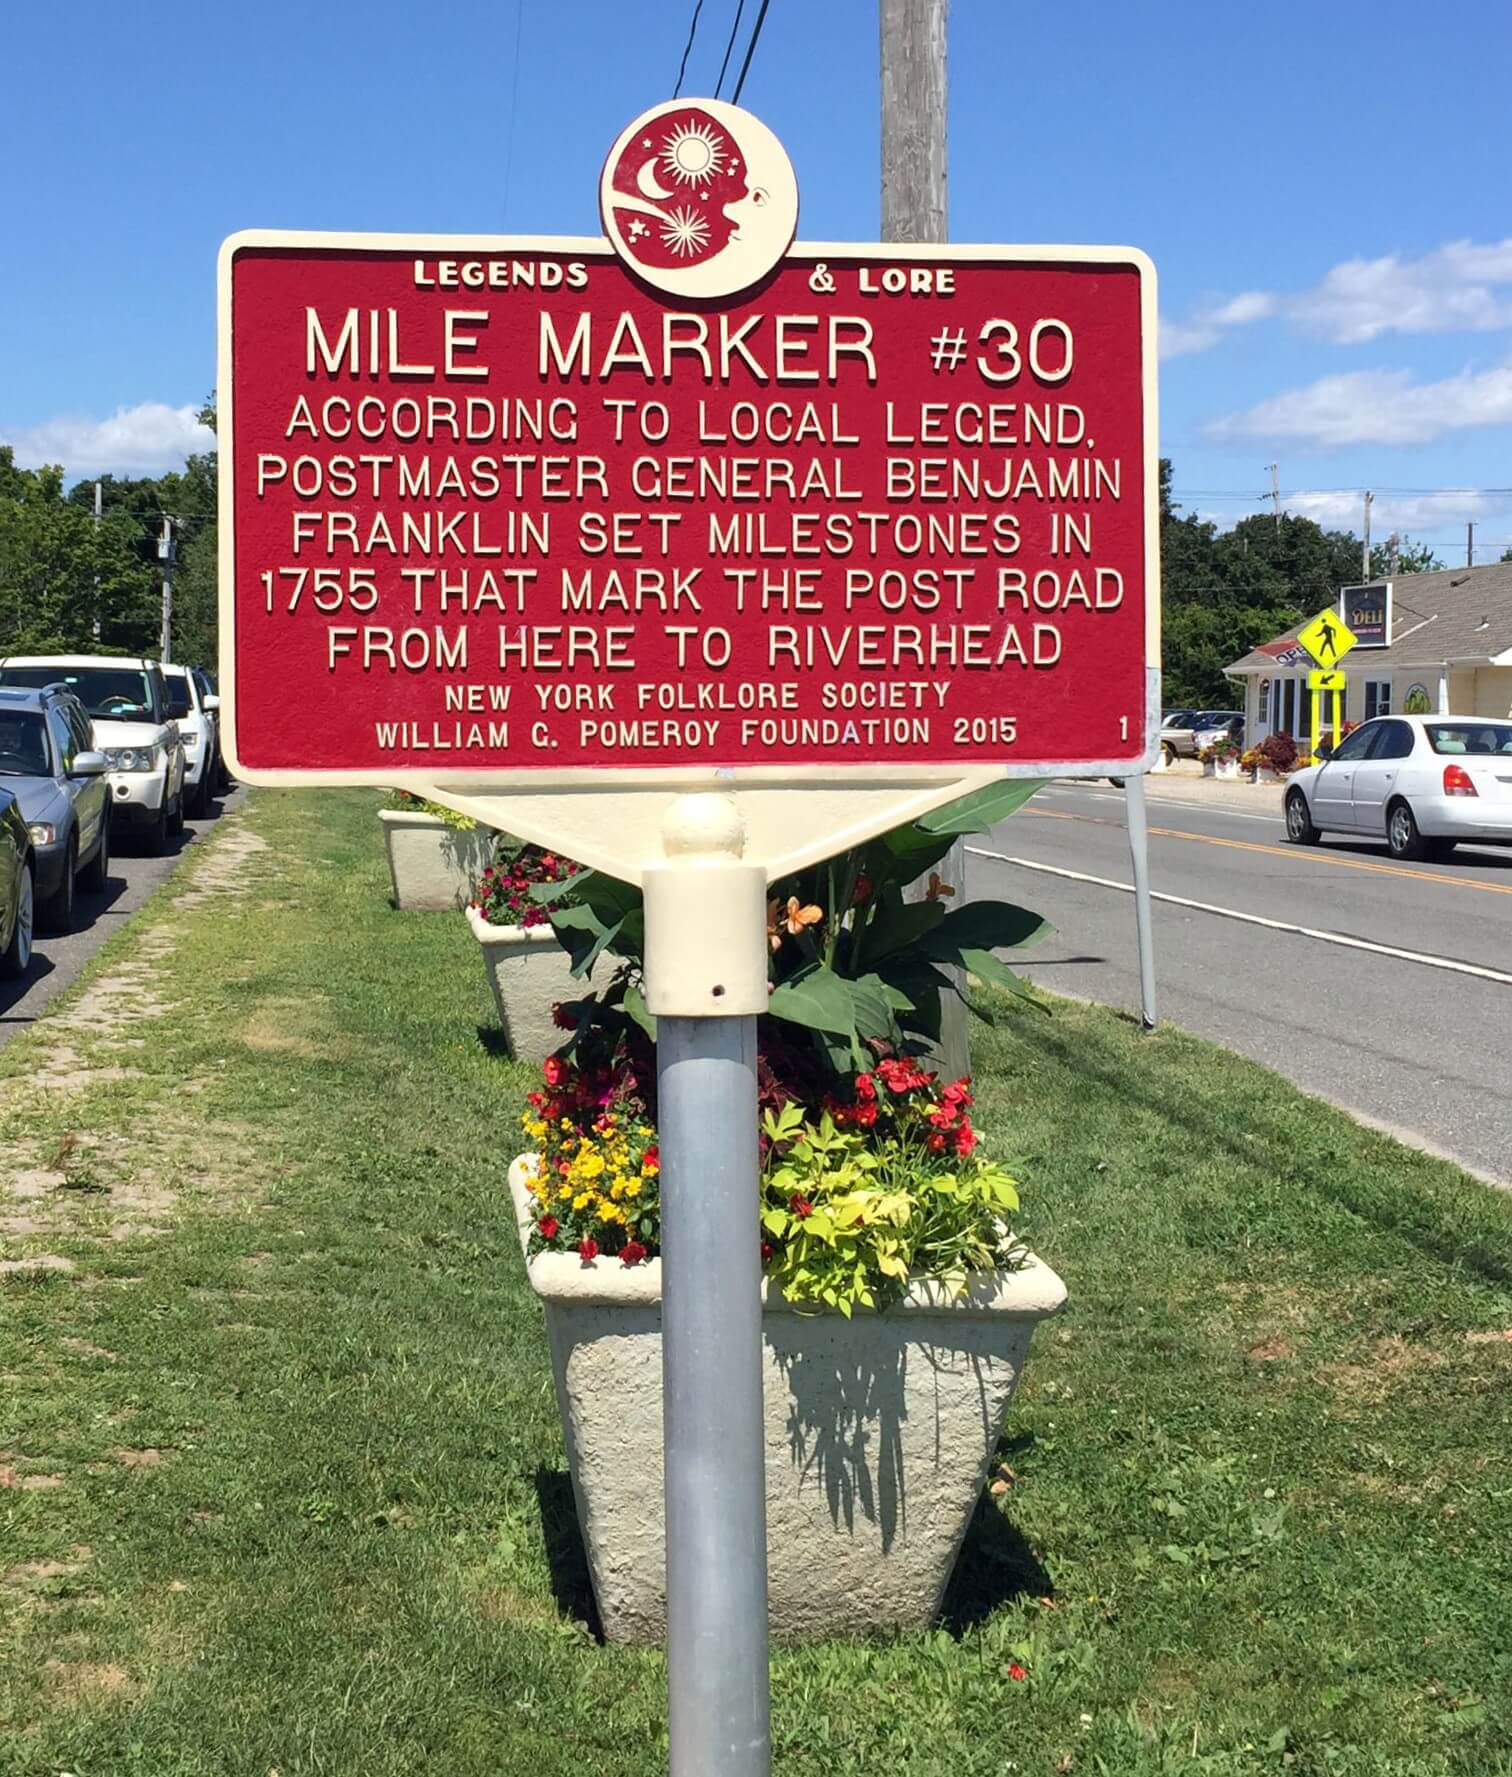 LEGENDS & LORE
MILE MARKER #30
ACCORDING TO LOCAL LEGEND,
POSTMASTER GENERAL BENJAMIN
FRANKLIN SET MILESTONES IN
1755 THAT MARK THE POST ROAD
FROM HERE TO RIVERHEAD
NEW YORK FOLKLORE SOCIETY
WILLIAM G. POMEROY FOUNDATION 2015 1
DELI